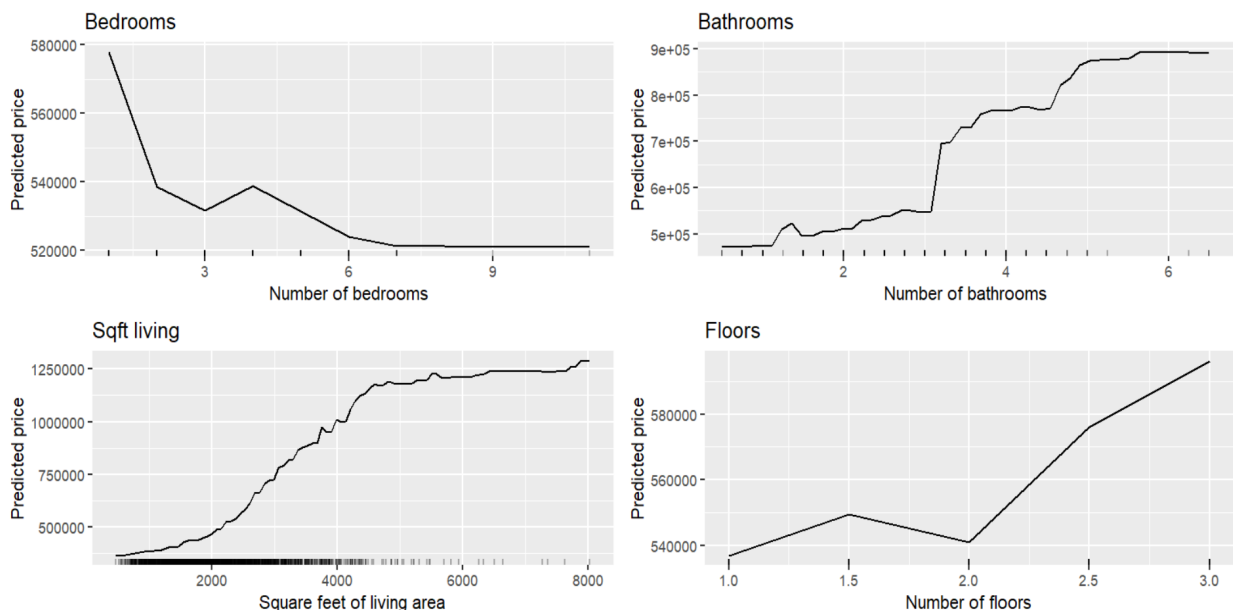 Bedrooms
580000
560000
540000
520000
Predicted price
3 6 9
Number of bedrooms
Bathrooms
9e+05
8e+05
7e+05
6e+05
5e+05
Predicted price
2 4 6
Number of bathrooms
Sqft living
1250000
1000000
750000
500000
Predicted price
2000 4000 6000 8000
Square feet of living area
Floors
580000
560000
540000
Predicted price
1.0 1.5 2.0 2.5 3.0
Number of floors